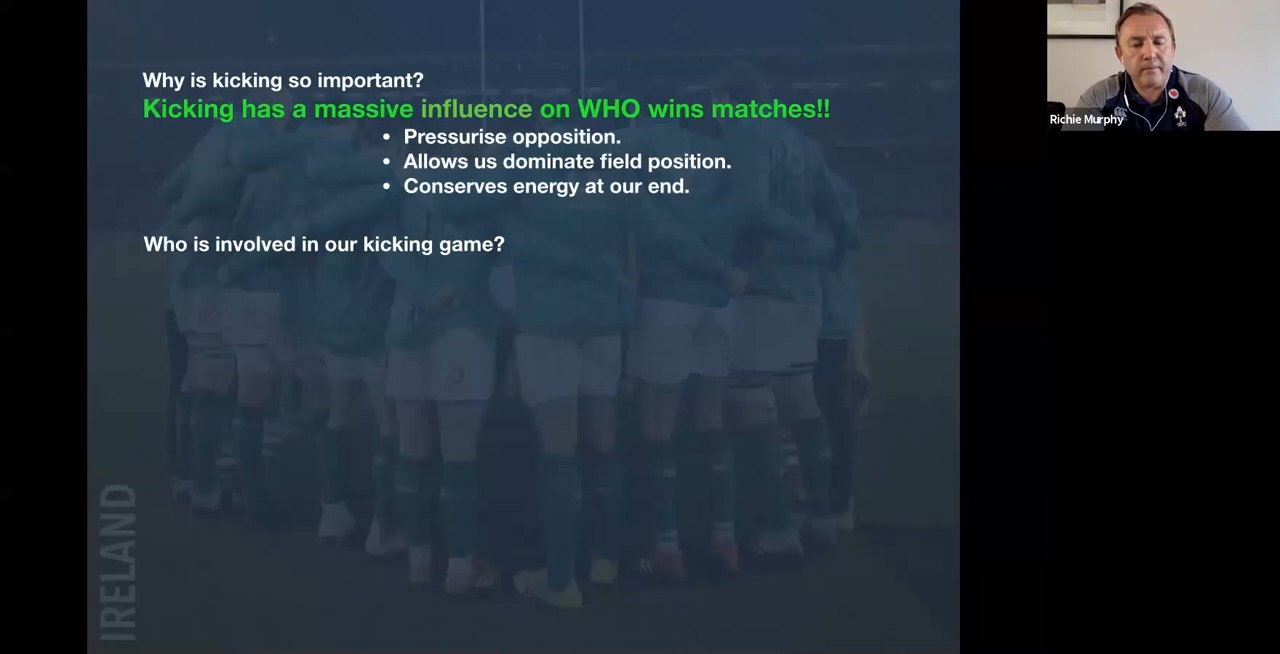 Why is kicking so important?
Kicking has a massive influence on WHO wins matches!!
• Pressurise opposition.
• Allows us dominate field position.
• Conserves energy at our end.
Who is involved in our kicking game?
IRELAND
Richie Murphy